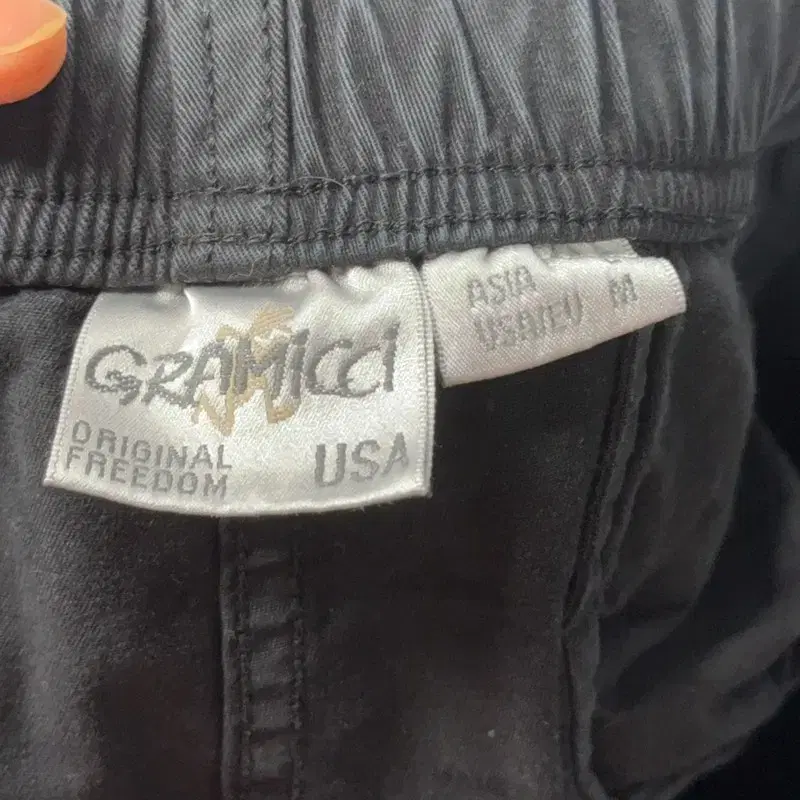 GRAMICCI
ORIGINAL
FREEDOM
USA
ASIA
USA/EU M